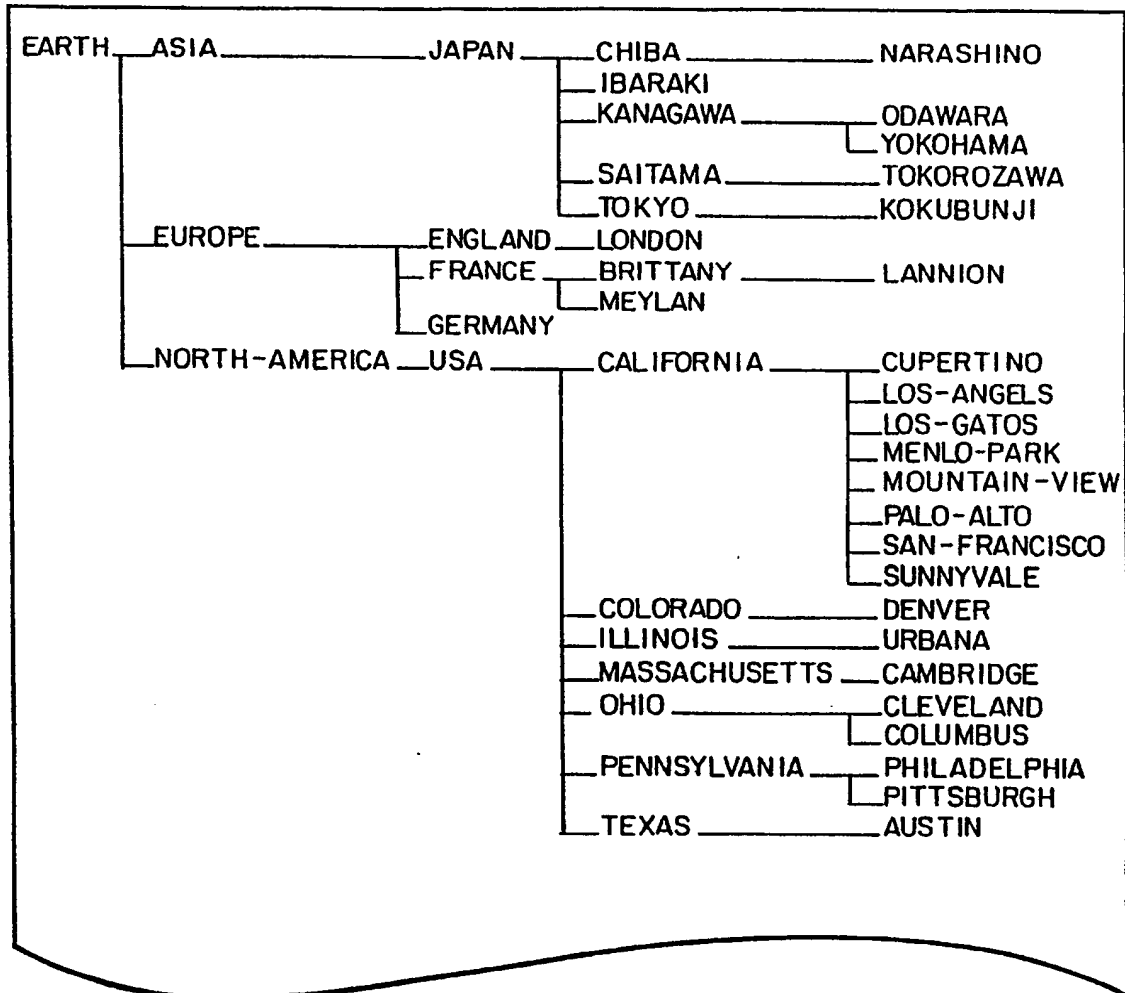 EARTH ASIA JAPAN CHIBA NARASHINO
IBARAKI
KANAGAWA ODAWARA
YOKOHAMA
SAITAMA TOKOROZAWA
TOKYO KOKUBUNJI
EUROPE ENGLAND LONDON
FRANCE BRITTANY LANNION
MEYLAN
GERMANY
NORTH-AMERICA USA CALIFORNIA CUPERTINO
LOS-ANGELS
LOS-GATOS
MENLO-PARK
MOUNTAIN-VIEW
PALO-ALTO
SAN-FRANCISCO
SUNNYVALE
COLORADO DENVER
ILLINOIS URBANA
MASSACHUSETTS CAMBRIDGE
OHIO CLEVELAND
COLUMBUS
PENNSYLVANIA PHILADELPHIA
PITTSBURGH
TEXAS AUSTIN